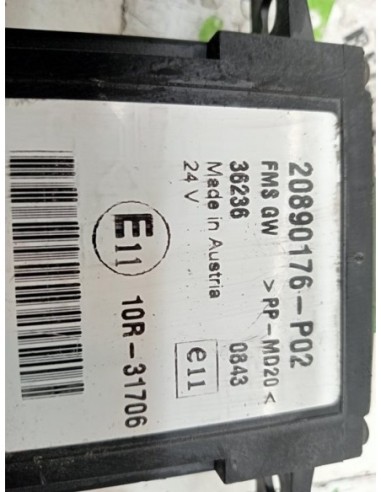 20890176-P02
FMS GW >PP-MD20<
36236 0843
Made in Austria
24 V e11
E11 10R-31706